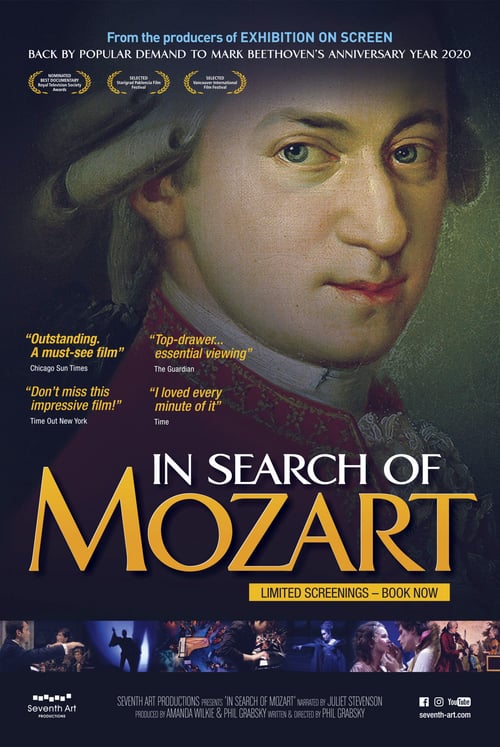 From the producers of EXHIBITION ON SCREEN
BACK BY POPULAR DEMAND TO MARK BEETHOVEN'S ANNIVERSARY YEAR 2020
NOMINATED
BEST DOCUMENTARY
Royal Television Society
Awards
SELECTED
Starigrad Paklenica Film
Festival
SELECTED
Vancouver International
Film Festival
"Outstanding.
A must-see film"
Chicago Sun Times
"Top-drawer...
essential viewing"
The Guardian
"Don't miss this
impressive film!"
Time Out New York
"I loved every
minute of it"
Time
IN SEARCH OF
MOZART
LIMITED SCREENINGS – BOOK NOW
Seventh Art
PRODUCTIONS
SEVENTH ART PRODUCTIONS PRESENTS "IN SEARCH OF MOZART" NARRATED BY JULIET STEVENSON
PRODUCED BY AMANDA WILKIE & PHIL GRABSKY WRITTEN & DIRECTED BY PHIL GRABSKY
YouTube
seventh-art.com